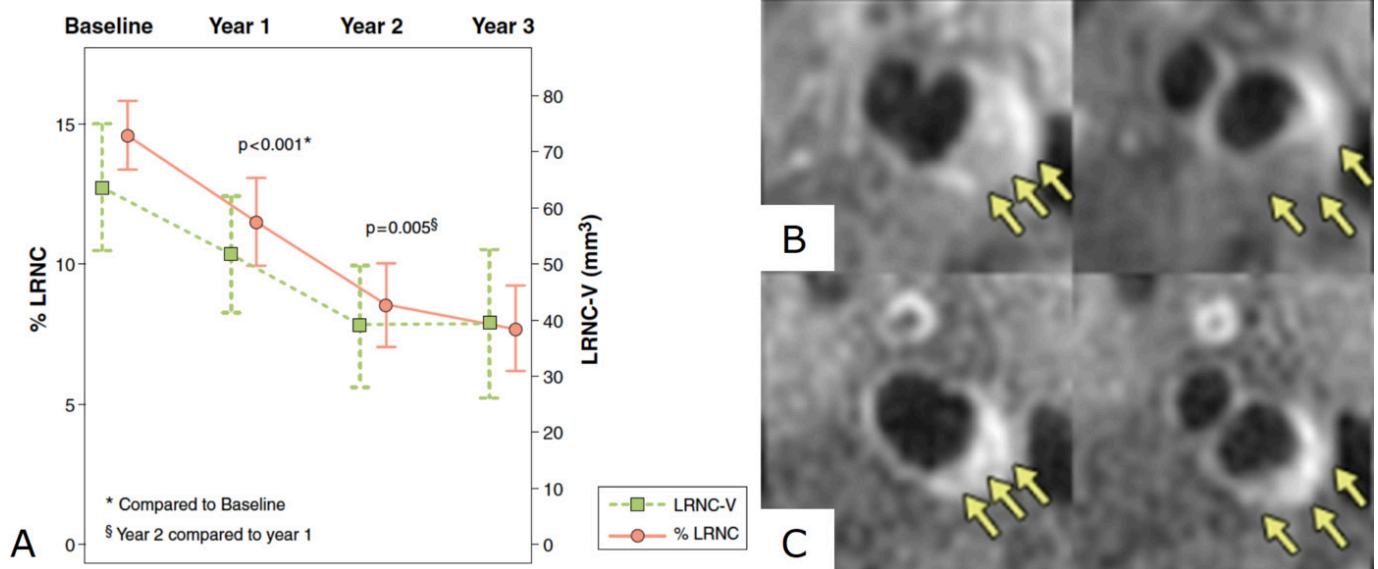 Baseline Year 1 Year 2 Year 3
15
10
5
0
% LRNC
80
70
60
50
40
30
20
10
0
LRNC-V (mm³)
p<0.001*
p=0.005§
* Compared to Baseline
§ Year 2 compared to year 1
LRNC-V
% LRNC
A
B
C